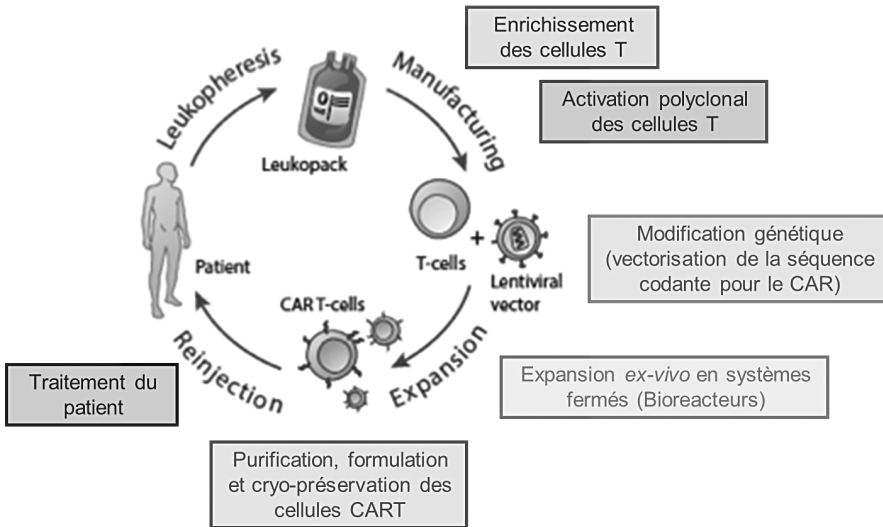 Enrichissement
des cellules T
Leukopheresis
Manufacturing
Activation polyclonal
des cellules T
Leukopack
Modification génétique
(vectorisation de la séquence
codante pour le CAR)
Patient
T-cells
+
Lentiviral
vector
CAR T-cells
Reinjection
Expansion
Expansion ex-vivo en systèmes
fermés (Bioreacteurs)
Traitement du
patient
Purification, formulation
et cryo-préservation des
cellules CART